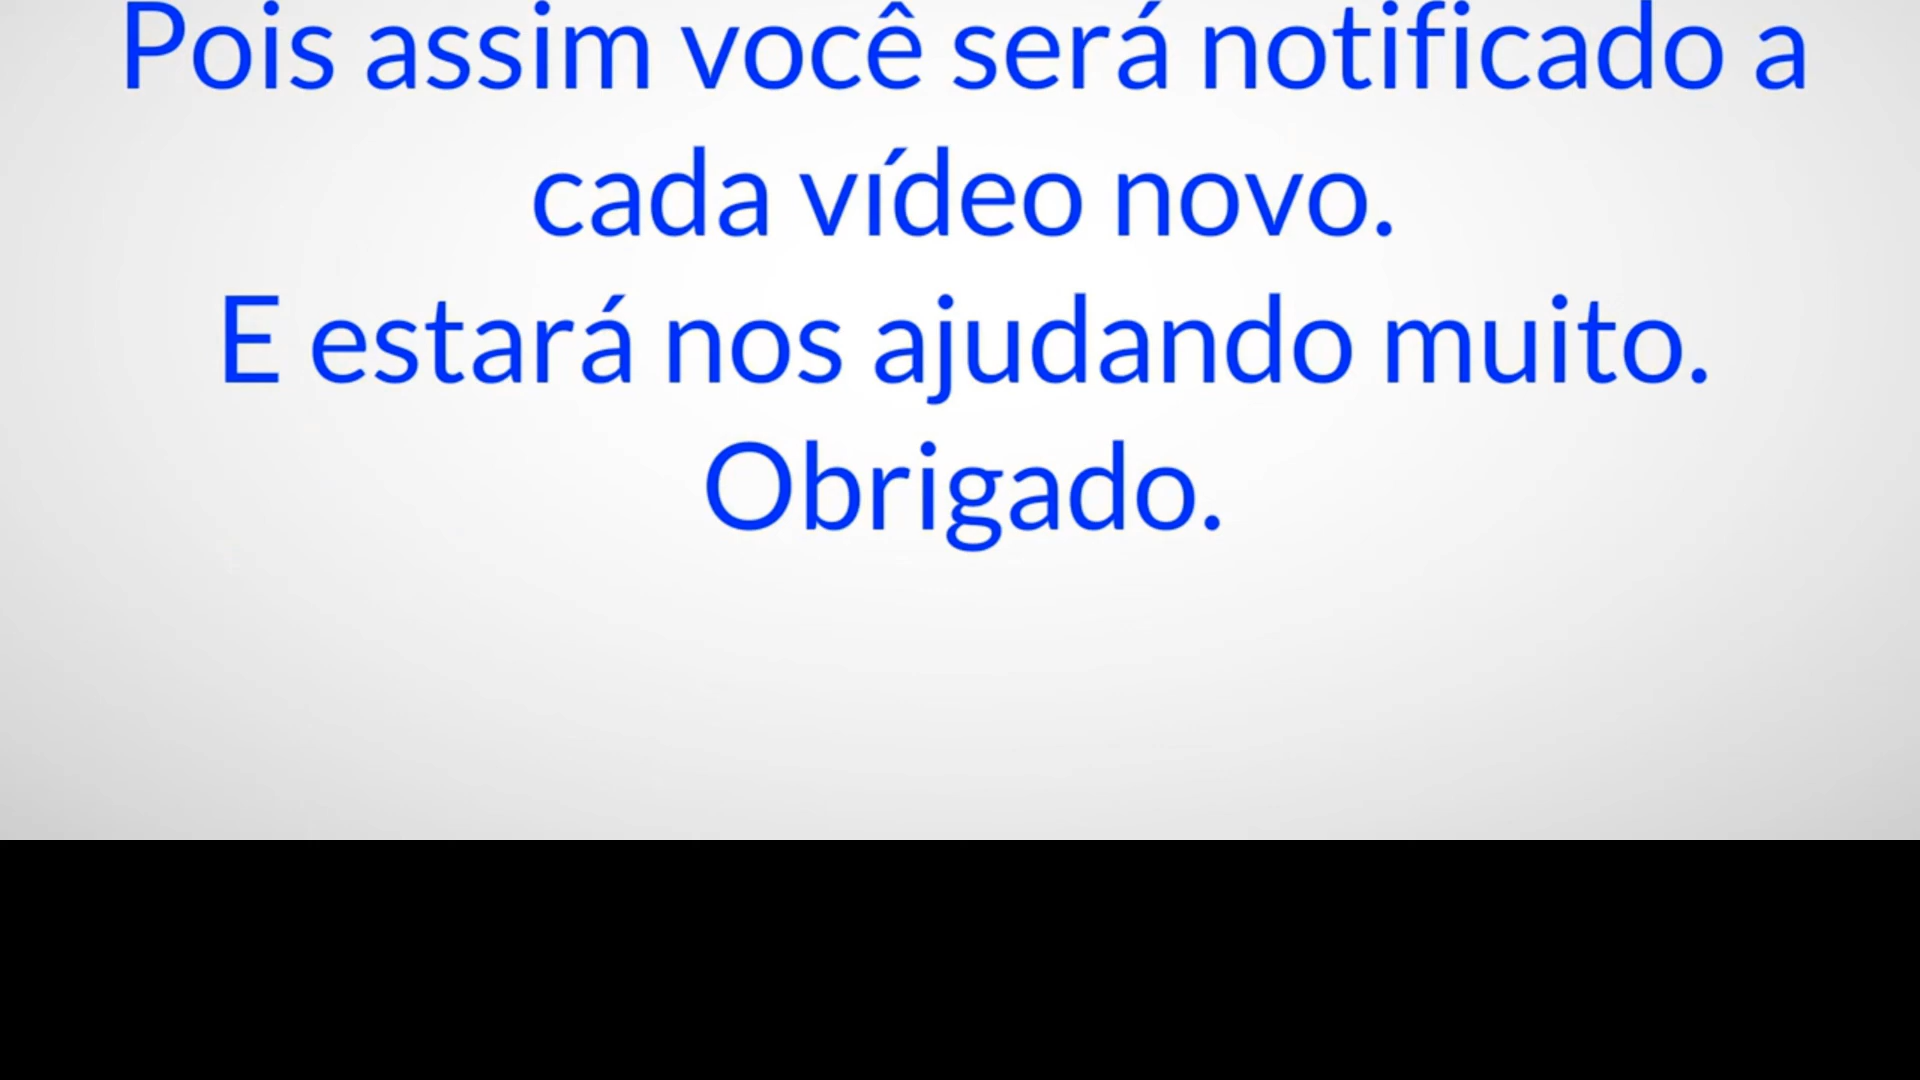 Pois assim você será notificado a
cada vídeo novo.
E estará nos ajudando muito.
Obrigado.